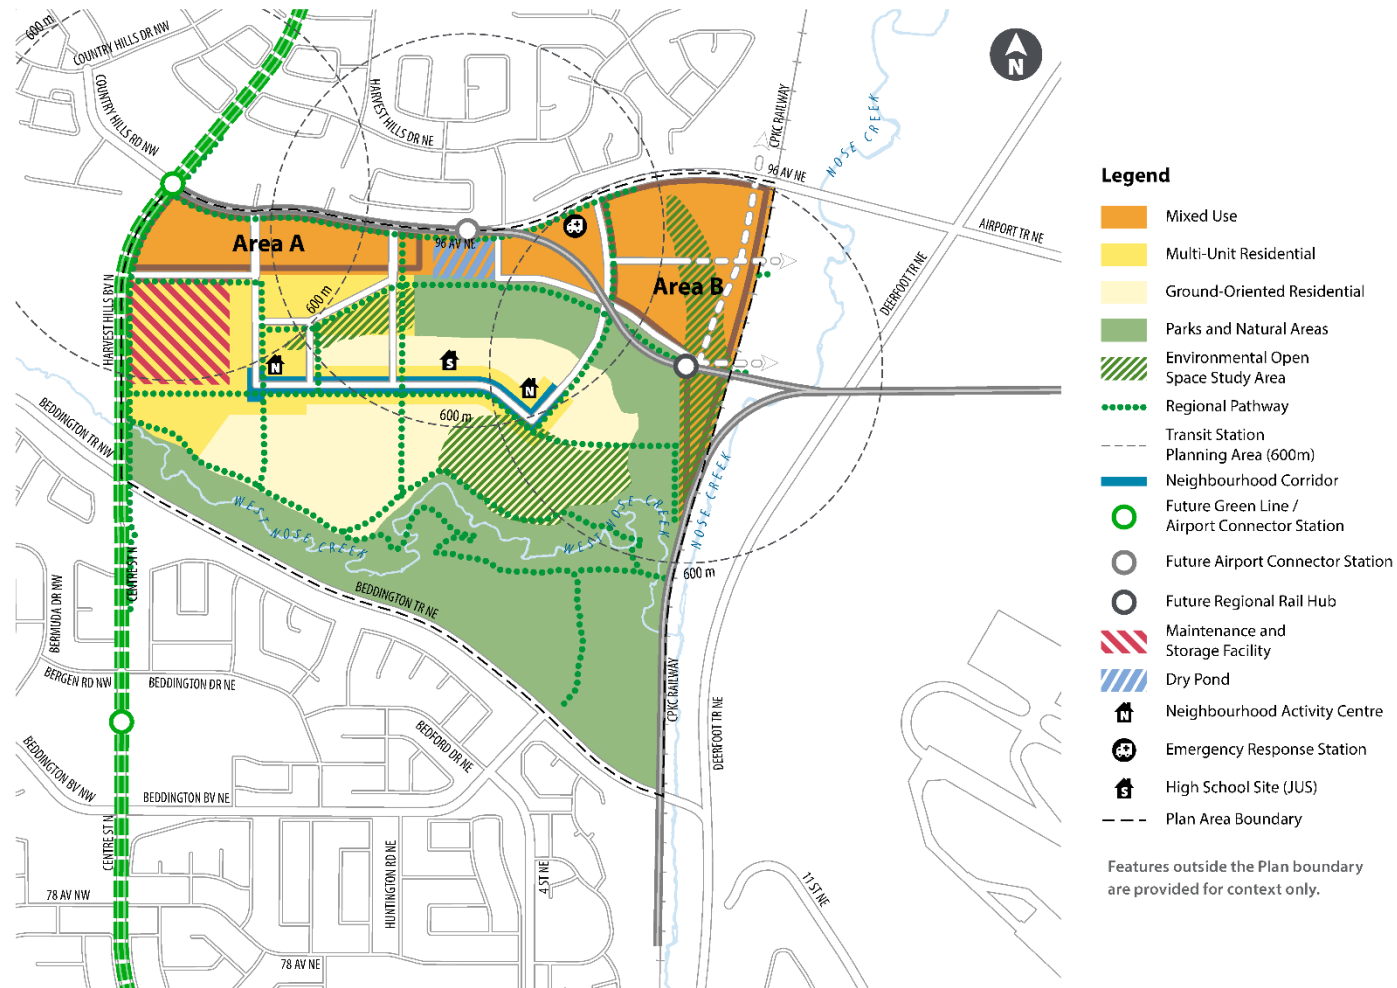 600 m
COUNTRY HILLS DR NW
COUNTRY HILLS RD NW
HARVEST HILLS DR NE
CPKC RAILWAY
NOSE CREEK
N
96 AV NE
AIRPORT TR NE
DEERFOOT TR NE
Area A
96 AV NE
Area B
HARVEST HILLS BV N
600 m
N
S
N
600 m
BEDDINGTON TR NW
WEST NOSE CREEK
WEST NOSE CREEK
NOSE CREEK
600 m
CENTRE ST N
BERMUDA DR NW
BEDDINGTON TR NE
BERGEN RD NW
BEDDINGTON DR NE
CPKC RAILWAY
DEERFOOT TR NE
BEDFORD DR NE
BEDDINGTON BV NW
BEDDINGTON BV NE
CENTRE ST N
HUNTINGTON RD NE
4 ST NE
11 ST NE
78 AV NW
78 AV NE
Legend
Mixed Use
Multi-Unit Residential
Ground-Oriented Residential
Parks and Natural Areas
Environmental Open
Space Study Area
Regional Pathway
Transit Station
Planning Area (600m)
Neighbourhood Corridor
Future Green Line /
Airport Connector Station
Future Airport Connector Station
Future Regional Rail Hub
Maintenance and
Storage Facility
Dry Pond
N
Neighbourhood Activity Centre
Emergency Response Station
S
High School Site (JUS)
Plan Area Boundary
Features outside the Plan boundary
are provided for context only.